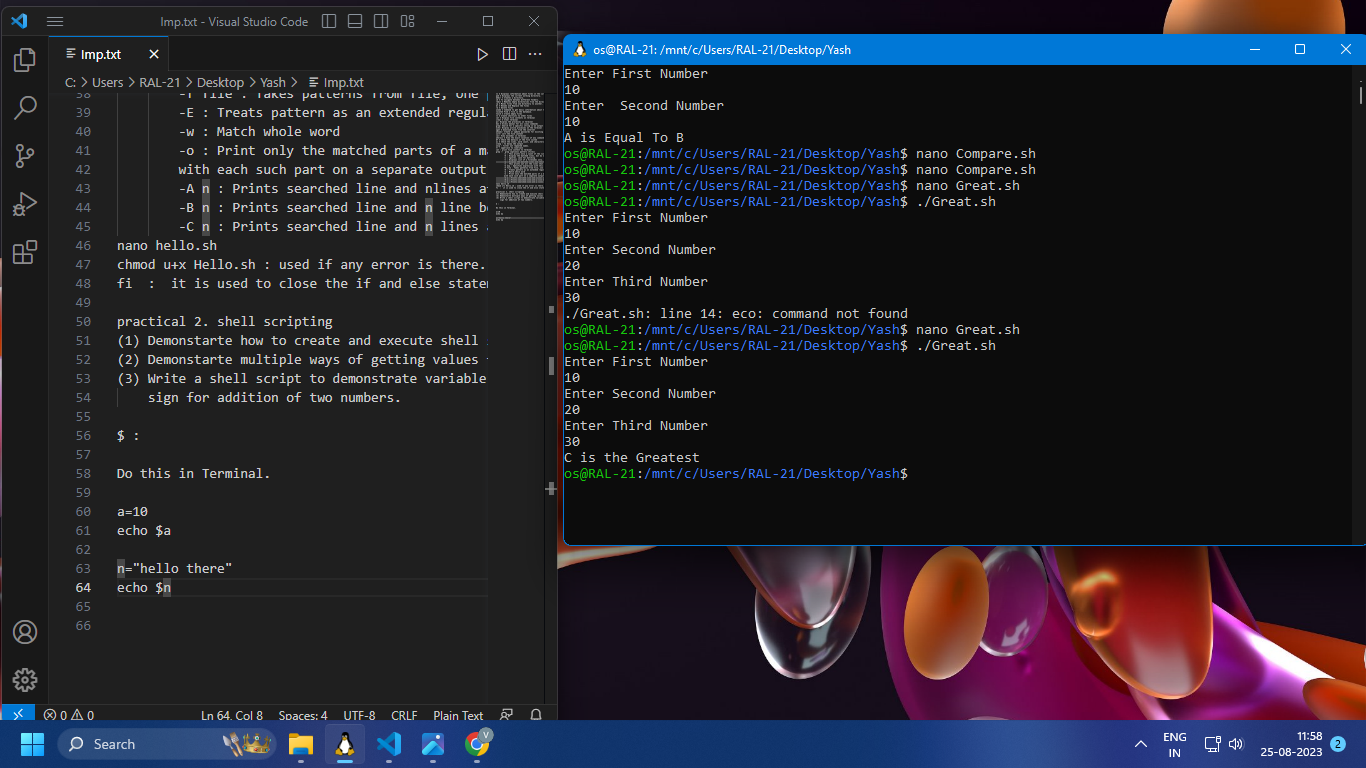 Imp.txt - Visual Studio Code
Imp.txt
C: > Users > RAL-21 > Desktop > Yash > Imp.txt
38 -f file : Takes patterns from file, one
39 -E : Treats pattern as an extended regula
40 -w : Match whole word
41 -o : Print only the matched parts of a ma
42 with each such part on a separate output
43 -A n : Prints searched line and nlines a
44 -B n : Prints searched line and n line be
45 -C n : Prints searched line and n lines
46 nano hello.sh
47 chmod u+x Hello.sh : used if any error is there.
48 fi  :  it is used to close the if and else statem
49
50 practical 2. shell scripting
51 (1) Demonstarte how to create and execute shell
52 (2) Demonstarte multiple ways of getting values
53 (3) Write a shell script to demonstrate variable
54 sign for addition of two numbers.
55
56 $ :
57
58 Do this in Terminal.
59
60 a=10
61 echo $a
62
63 n="hello there"
64 echo $n
65
66
0 0 Ln 64, Col 8 Spaces: 4 UTF-8 CRLF Plain Text
os@RAL-21: /mnt/c/Users/RAL-21/Desktop/Yash
Enter First Number
10
Enter  Second Number
10
A is Equal To B
os@RAL-21:/mnt/c/Users/RAL-21/Desktop/Yash$ nano Compare.sh
os@RAL-21:/mnt/c/Users/RAL-21/Desktop/Yash$ nano Compare.sh
os@RAL-21:/mnt/c/Users/RAL-21/Desktop/Yash$ nano Great.sh
os@RAL-21:/mnt/c/Users/RAL-21/Desktop/Yash$ ./Great.sh
Enter First Number
10
Enter Second Number
20
Enter Third Number
30
./Great.sh: line 14: eco: command not found
os@RAL-21:/mnt/c/Users/RAL-21/Desktop/Yash$ nano Great.sh
os@RAL-21:/mnt/c/Users/RAL-21/Desktop/Yash$ ./Great.sh
Enter First Number
10
Enter Second Number
20
Enter Third Number
30
C is the Greatest
os@RAL-21:/mnt/c/Users/RAL-21/Desktop/Yash$
Search
V
ENG
IN
11:58
25-08-2023
2